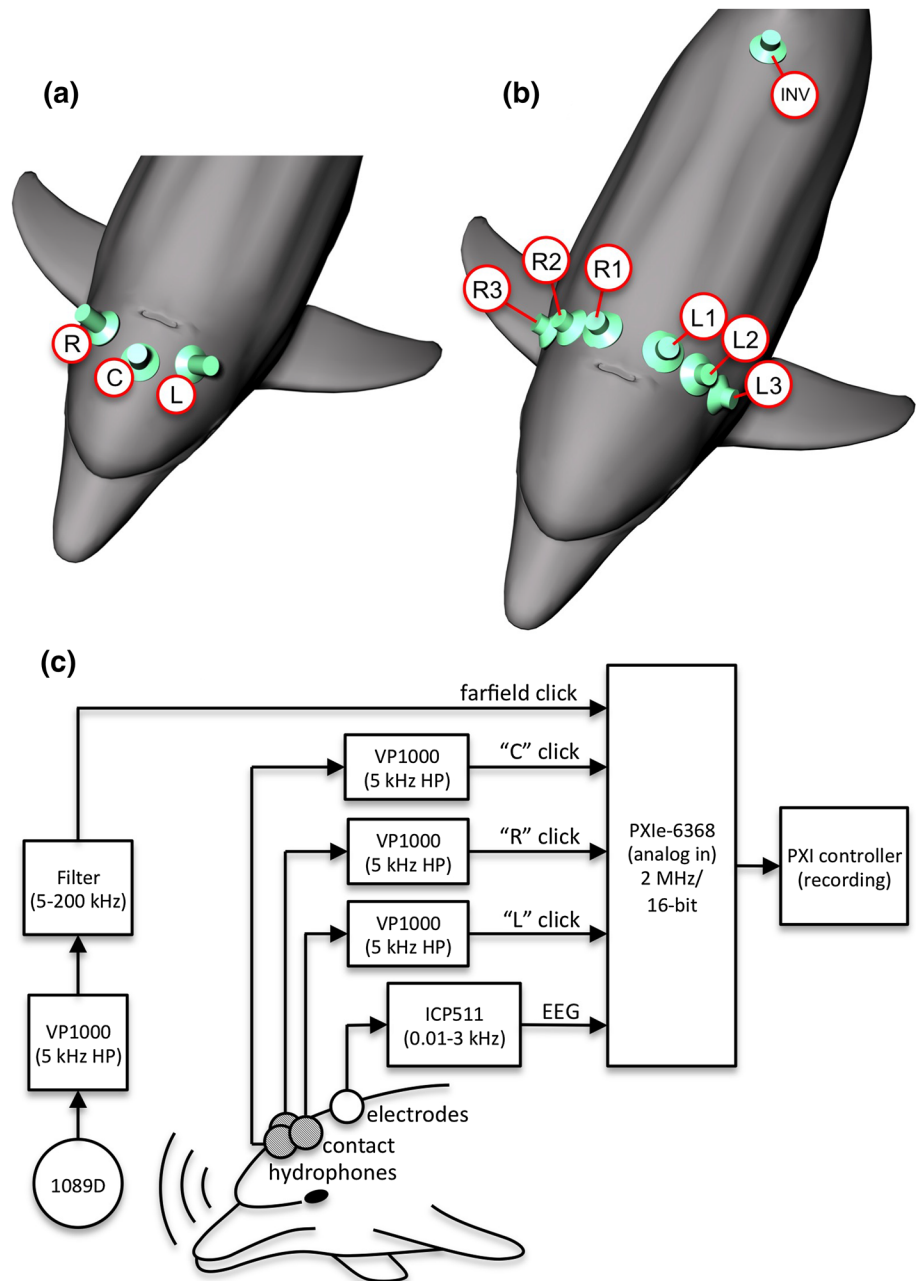 (a)
(b)
INV
R3
R2
R1
L1
L2
L3
R
C
L
(c)
farfield click
VP1000
(5 kHz HP)
“C” click
VP1000
(5 kHz HP)
“R” click
VP1000
(5 kHz HP)
“L” click
ICP511
(0.01-3 kHz)
EEG
PXIe-6368
(analog in)
2 MHz/
16-bit
PXI controller
(recording)
Filter
(5-200 kHz)
VP1000
(5 kHz HP)
1089D
electrodes
contact
hydrophones